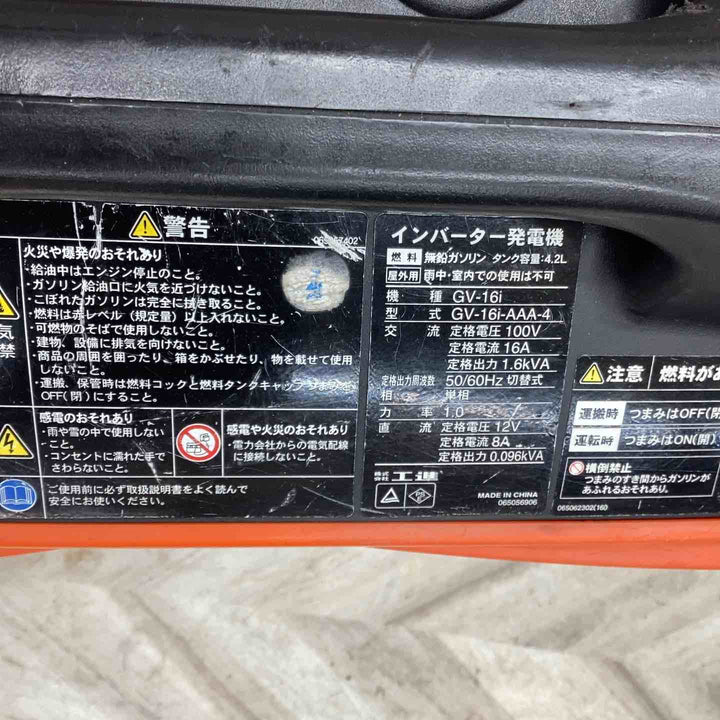 警告
065067402
火災や爆発のおそれあり
・給油中はエンジン停止のこと。
・ガソリン給油口に火気を近づけないこと。
・こぼれたガソリンは完全に拭き取ること。
・燃料は赤レベル（規定量）以上入れないこと。
・可燃物のそばで使用しないこと。
・建物、設備に排気を向けないこと。
・商品の周囲を囲ったり、箱をかぶせたり、物を載せて使用
しないこと。
・運搬、保管時は燃料コックと燃料タンクキャップ
OFF（閉）にすること。
気
禁
感電のおそれあり
・雨や雪の中で使用しない
こと。
・コンセントに濡れた手で
さわらないこと。
感電や火災のおそれあり
・電力会社からの電気配線
に接続しないこと。
ご使用前に必ず取扱説明書をよく読んで
安全にお使いください。
インバーター発電機
燃料 無鉛ガソリン タンク容量:4.2L
屋外用 雨中・室内での使用は不可
機種 GV-16i
型式 GV-16i-AAA-4
交流 定格電圧 100V
定格電流 16A
定格出力 1.6kVA
定格出力周波数 50/60Hz 切替式
相 単相
力率 1.0
直流 定格電圧 12V
定格電流 8A
定格出力 0.096kVA
株式会社
MADE IN CHINA
065056906
注意 燃料が
運搬時 つまみはOFF(
運転時 つまみはON(開)
横倒禁止
つまみのすき間からガソリンが
あふれるおそれあり。
065062302(160)